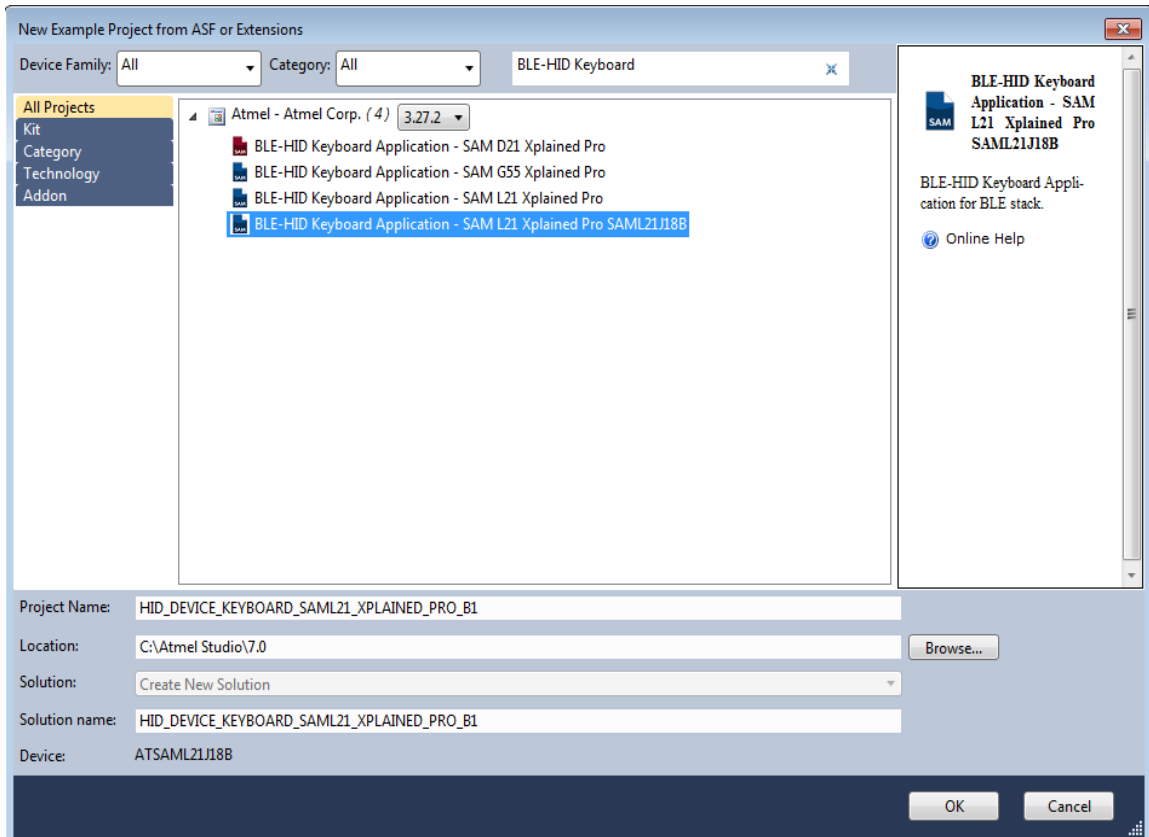 New Example Project from ASF or Extensions
Device Family: All Category: All BLE-HID Keyboard
All Projects
Kit
Category
Technology
Addon
Atmel - Atmel Corp. (4) 3.27.2
BLE-HID Keyboard Application - SAM D21 Xplained Pro
BLE-HID Keyboard Application - SAM G55 Xplained Pro
BLE-HID Keyboard Application - SAM L21 Xplained Pro
BLE-HID Keyboard Application - SAM L21 Xplained Pro SAML21J18B
SAM
BLE-HID Keyboard
Application - SAM
L21 Xplained Pro
SAML21J18B
BLE-HID Keyboard Appli-
cation for BLE stack.
Online Help
Project Name: HID_DEVICE_KEYBOARD_SAML21_XPLAINED_PRO_B1
Location: C:\Atmel Studio\7.0 Browse...
Solution: Create New Solution
Solution name: HID_DEVICE_KEYBOARD_SAML21_XPLAINED_PRO_B1
Device: ATSAML21J18B
OK Cancel